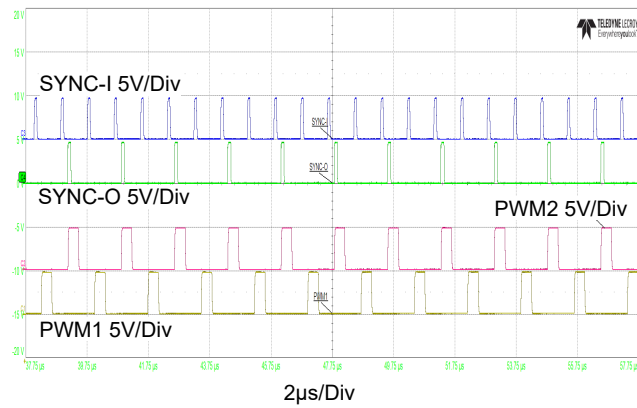 20 V
TELEDYNE LECROY
Everywhereyoulook
15 V
SYNC-I 5V/Div
10 V
SYNC-I
5 V
SYNC-O
SYNC-O 5V/Div
PWM2 5V/Div
-5 V
-10 V
PWM1
-15 V
PWM1 5V/Div
-20 V
37.75 µs 39.75 µs 41.75 µs 43.75 µs 45.75 µs 47.75 µs 49.75 µs 51.75 µs 53.75 µs 55.75 µs 57.75 µs
2µs/Div